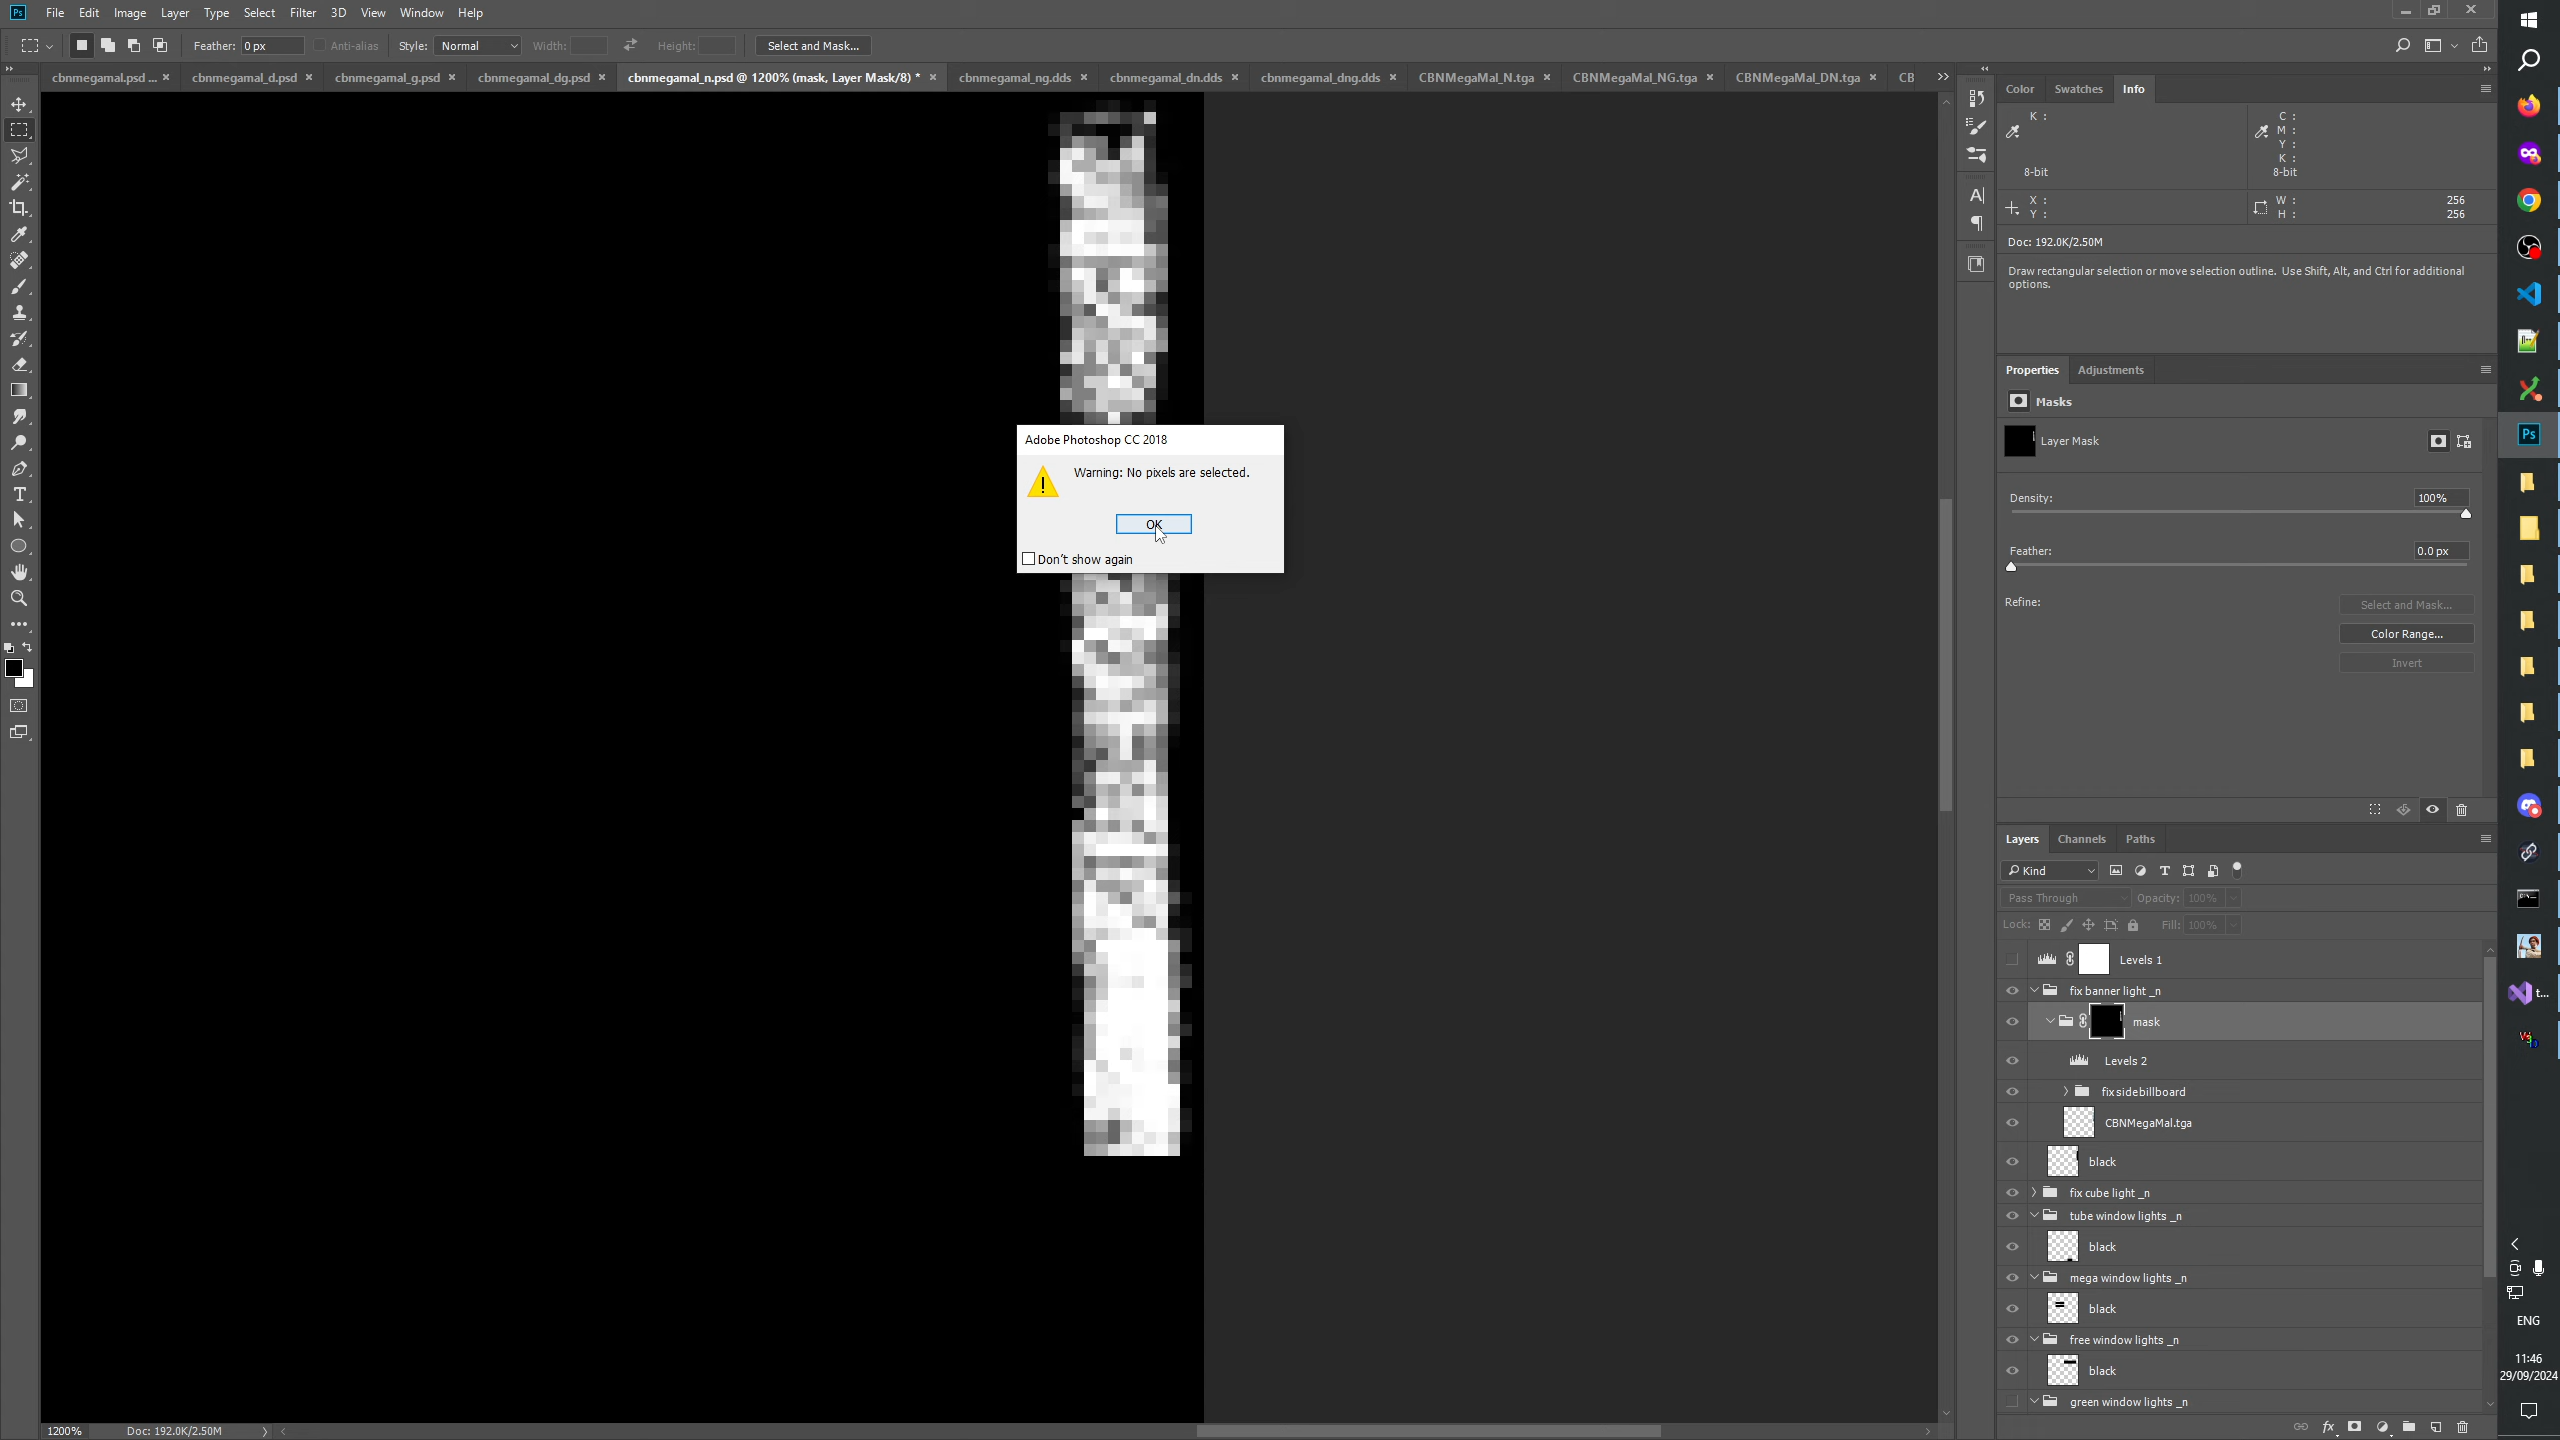 Ps File Edit Image Layer Type Select Filter 3D View Window Help
Feather: 0 px Anti-alias Style: Normal Width: Height: Select and Mask...
cbnmegamal.psd ... × cbnmegamal_d.psd × cbnmegamal_g.psd × cbnmegamal_dg.psd × cbnmegamal_n.psd @ 1200% (mask, Layer Mask/8) * × cbnmegamal_ng.dds × cbnmegamal_dn.dds × cbnmegamal_dng.dds × CBNMegaMal_N.tga × CBNMegaMal_NG.tga × CBNMegaMal_DN.tga × CB
Color Swatches Info
K : C :
M :
Y :
K :
8-bit 8-bit
X : W : 256
Y : H : 256
Doc: 192.0K/2.50M
Draw rectangular selection or move selection outline. Use Shift, Alt, and Ctrl for additional
options.
Properties Adjustments
Masks
Layer Mask
Density: 100%
Feather: 0.0 px
Refine: Select and Mask...
Color Range...
Invert
Adobe Photoshop CC 2018
Warning: No pixels are selected.
OK
Don't show again
Layers Channels Paths
Kind
Pass Through Opacity: 100%
Lock: Fill: 100%
Levels 1
fix banner light _n
mask
Levels 2
fix sidebillboard
CBNMegaMal.tga
black
fix cube light _n
tube window lights _n
black
mega window lights _n
black
free window lights _n
black
green window lights _n
1200% Doc: 192.0K/2.50M
Ps
t...
ENG
11:46
29/09/2024